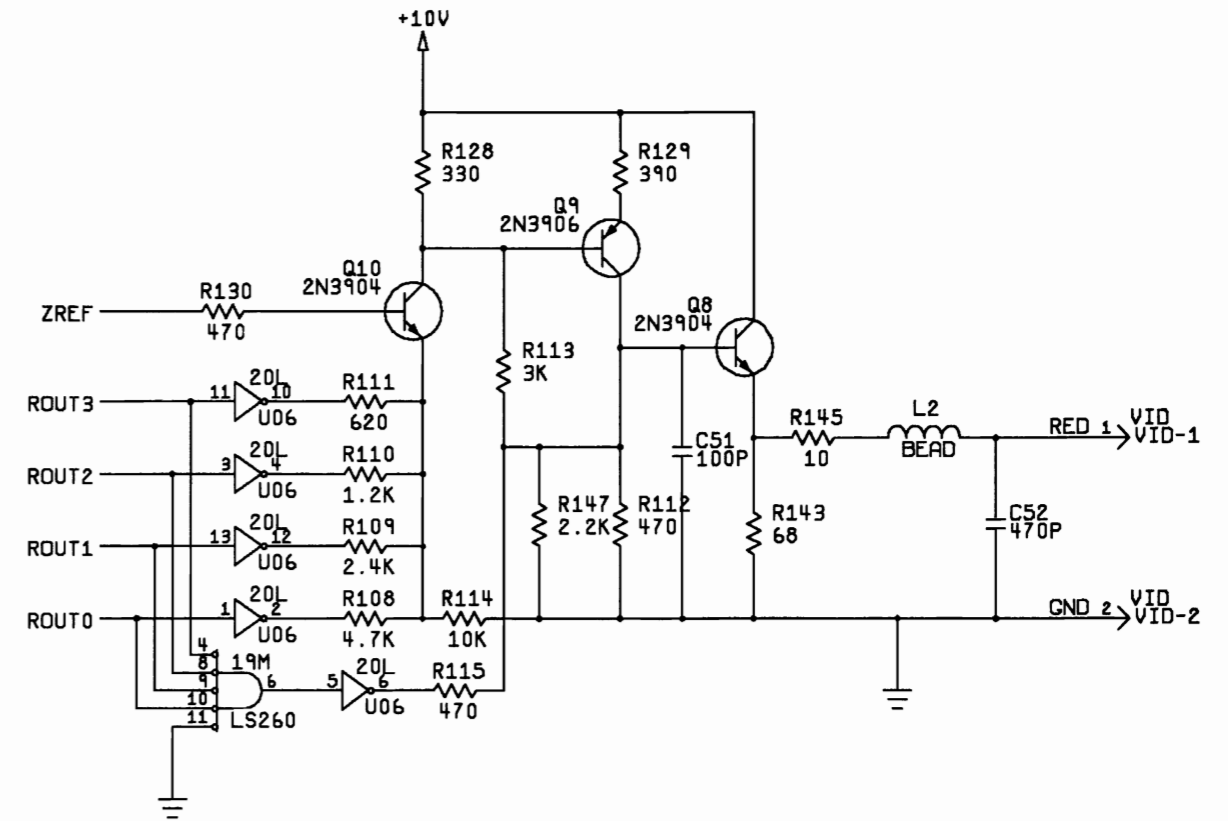 +10V
R128
330
R129
390
Q9
2N3906
Q10
2N3904
R130
ZREF
470
Q8
2N3904
R113
3K
20L
R111
ROUT3
11
10
U06
620
R145
10
L2
BEAD
RED 1
VID
VID-1
C51
100P
20L
R110
ROUT2
3
4
U06
1.2K
R147
2.2K
R112
470
R143
68
C52
470P
20L
R109
ROUT1
13
12
U06
2.4K
20L
R108
R114
ROUT0
1
2
U06
4.7K
10K
GND 2
VID
VID-2
4
8
9
10
11
19M
6
LS260
20L
5
6
U06
R115
470